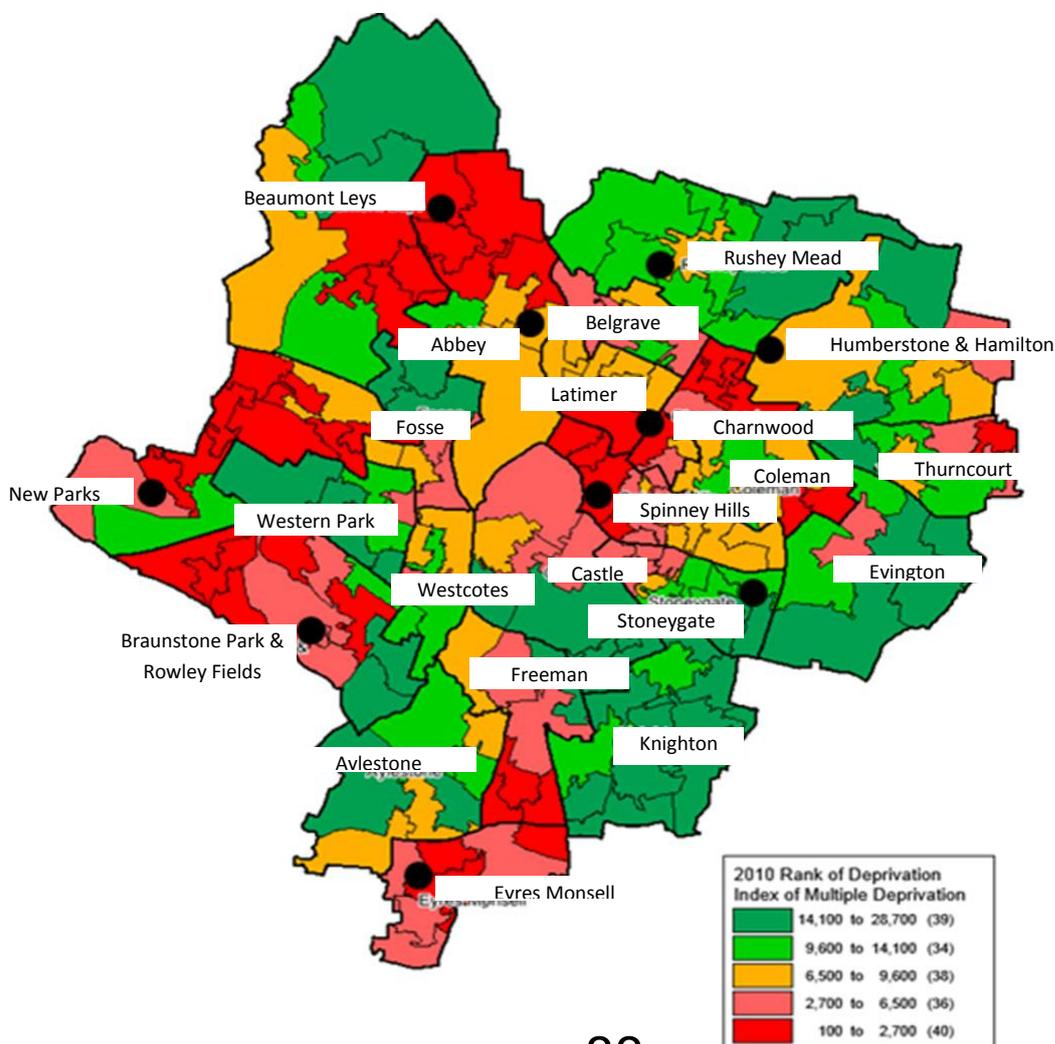 Beaumont Leys
Rushey Mead
Belgrave
Abbey
Humberstone & Hamilton
Latimer
Fosse
Charnwood
Coleman
Thurncourt
New Parks
Spinney Hills
Western Park
Castle
Evington
Westcotes
Stoneygate
Braunstone Park &
Rowley Fields
Freeman
Knighton
Aylestone
Eyres Monsell
2010 Rank of Deprivation
Index of Multiple Deprivation
14,100 to 28,700 (39)
9,600 to 14,100 (34)
6,500 to 9,600 (38)
2,700 to 6,500 (36)
100 to 2,700 (40)